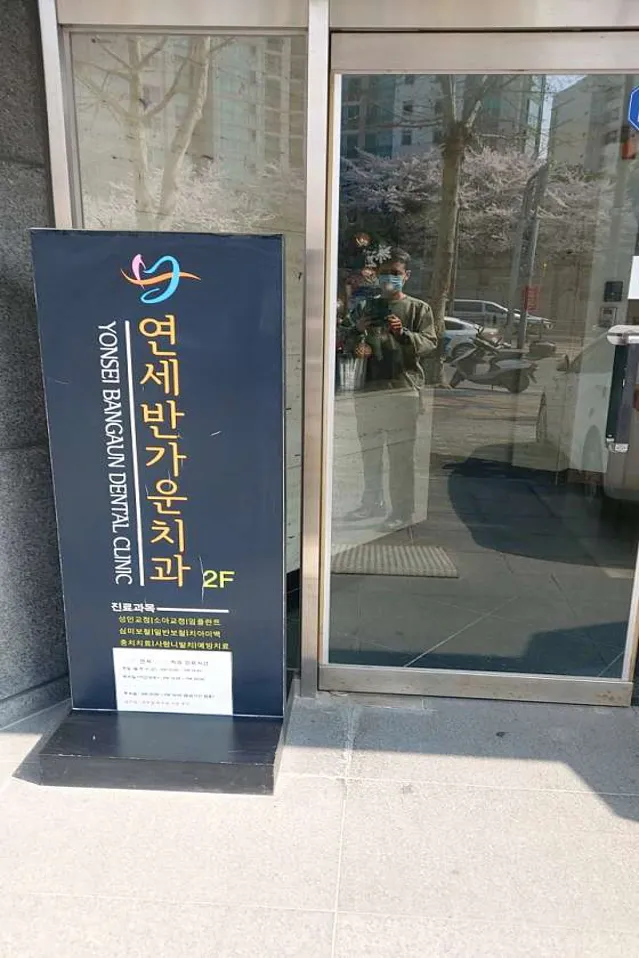 연세반가운치과
YONSEI BANGAUN DENTAL CLINIC
2F
진료과목
성인교정|소아교정|임플란트
심미보철|일반보철|치아미백
충치치료|사랑니발치|예방치료